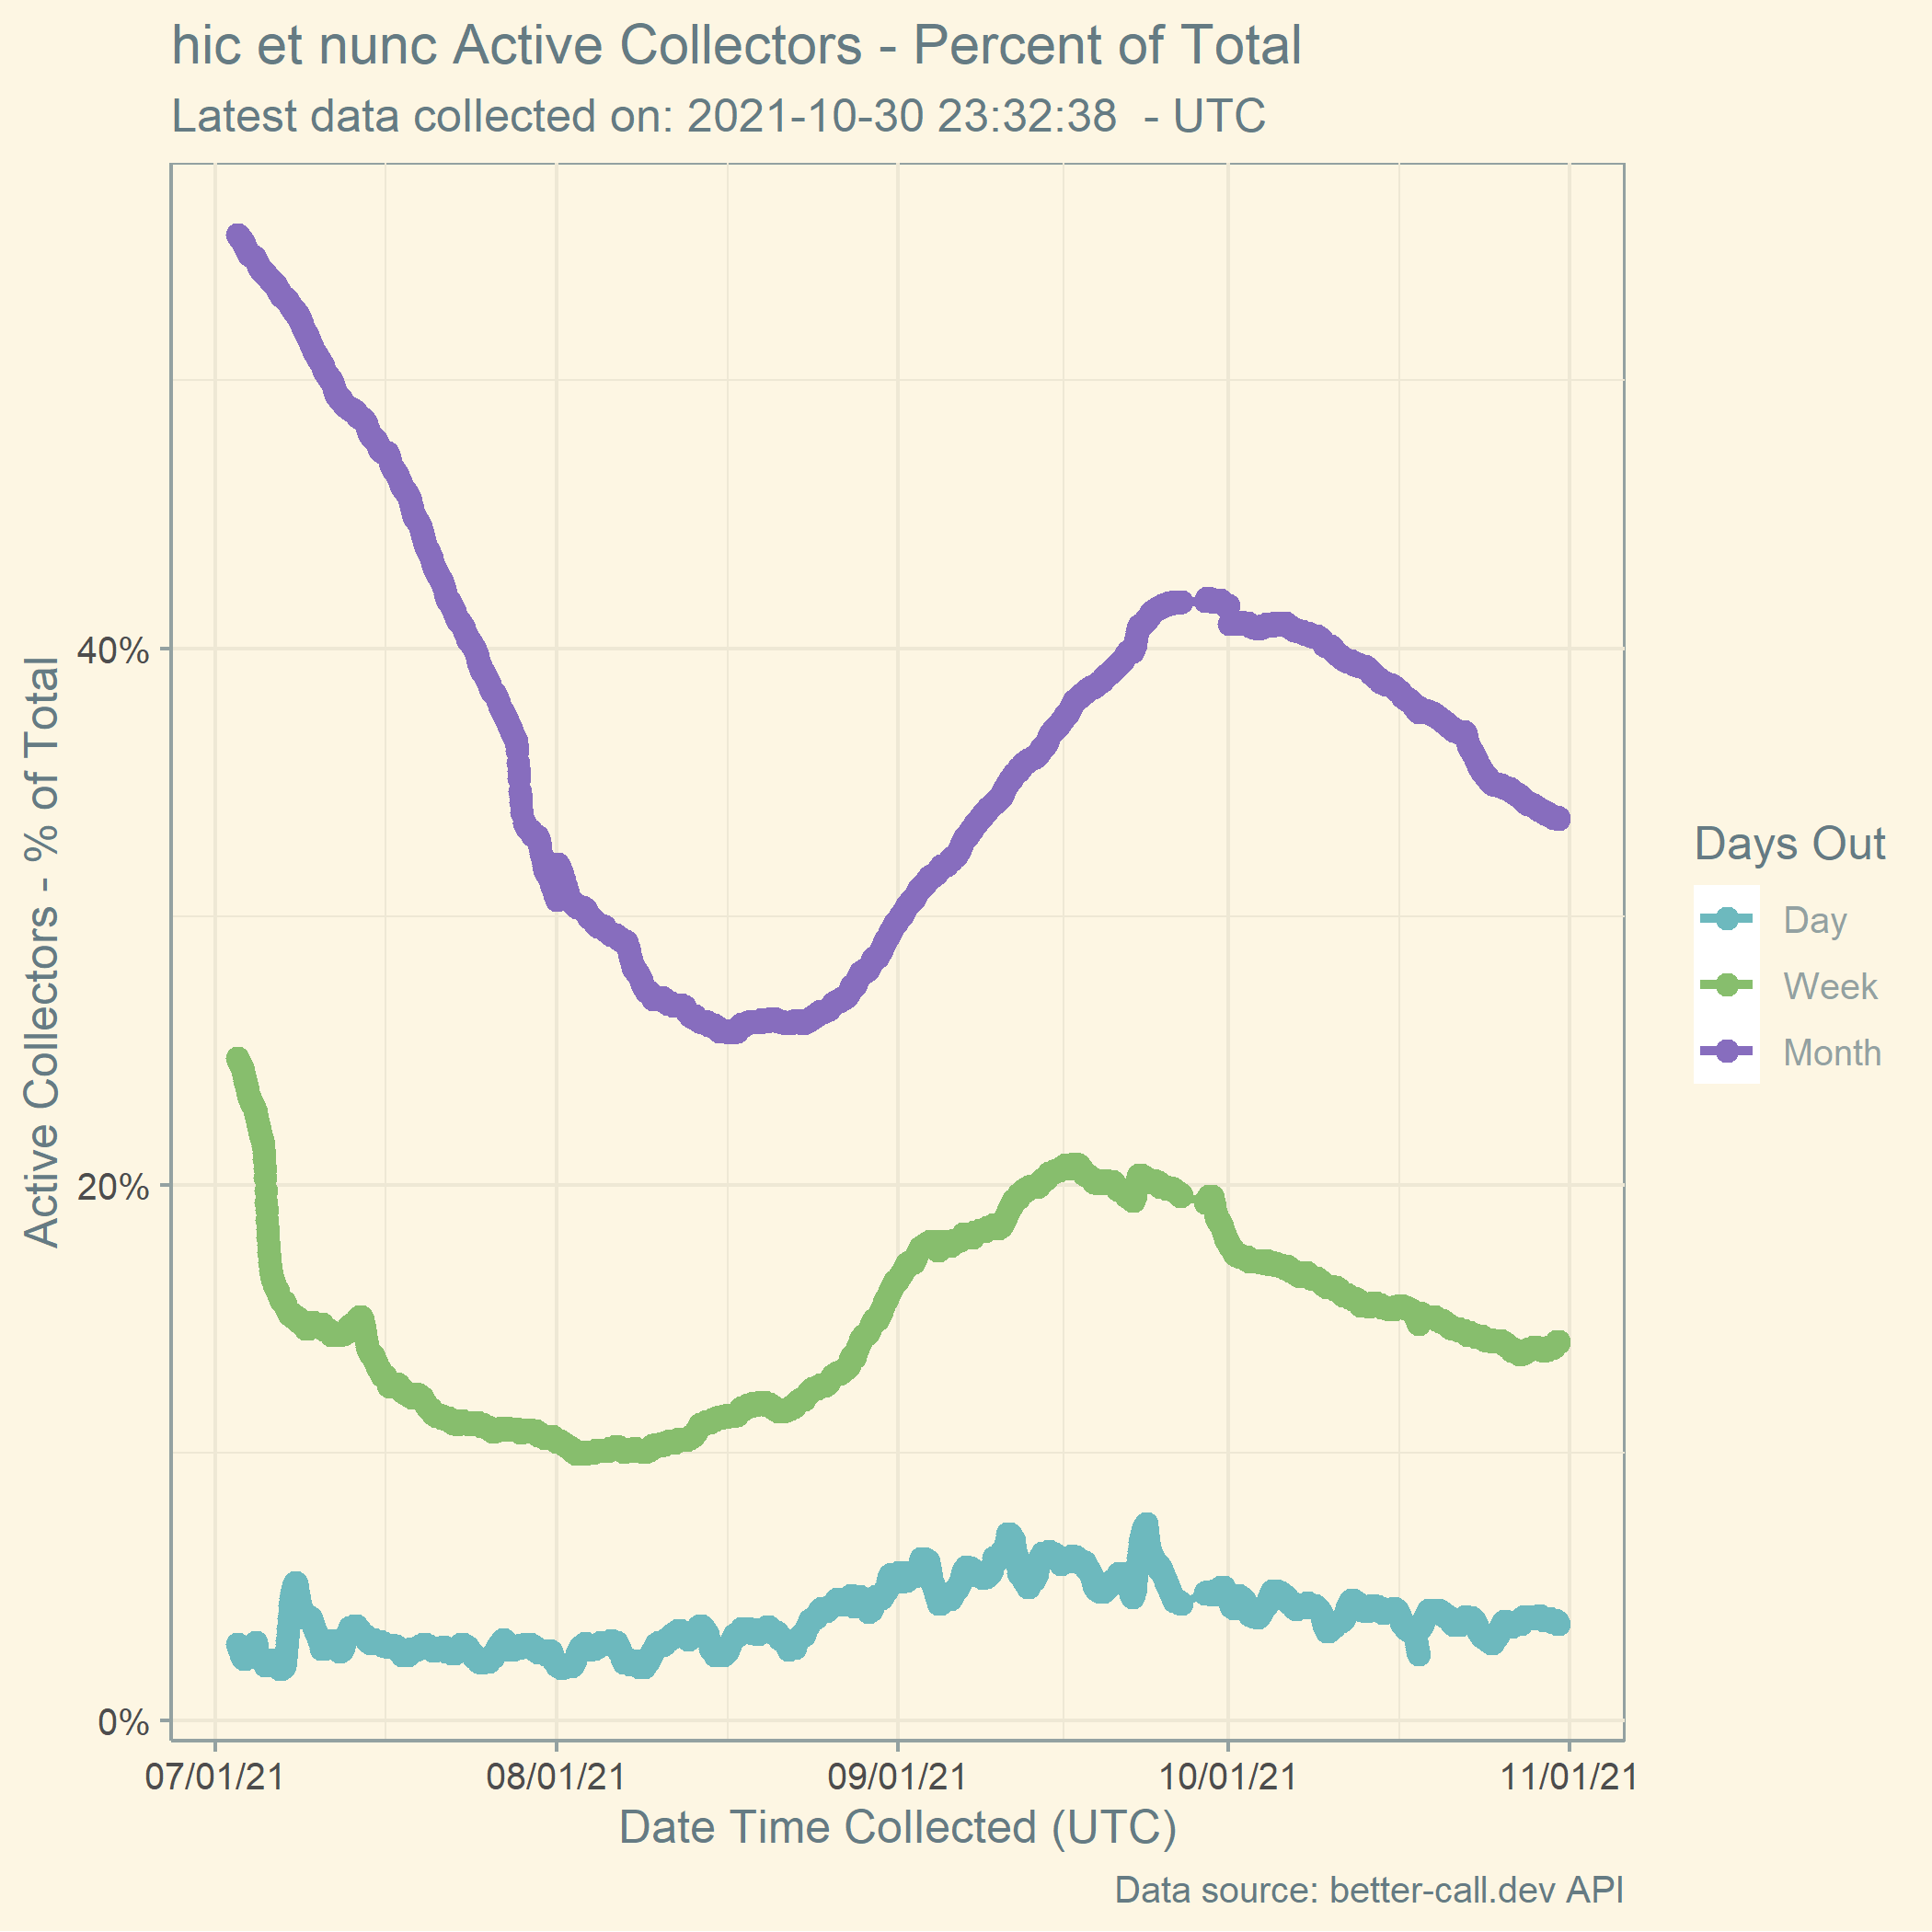 hic et nunc Active Collectors - Percent of Total
Latest data collected on: 2021-10-30 23:32:38  - UTC
Active Collectors - % of Total
40%
20%
0%
07/01/21
08/01/21
09/01/21
10/01/21
11/01/21
Date Time Collected (UTC)
Days Out
Day
Week
Month
Data source: better-call.dev API